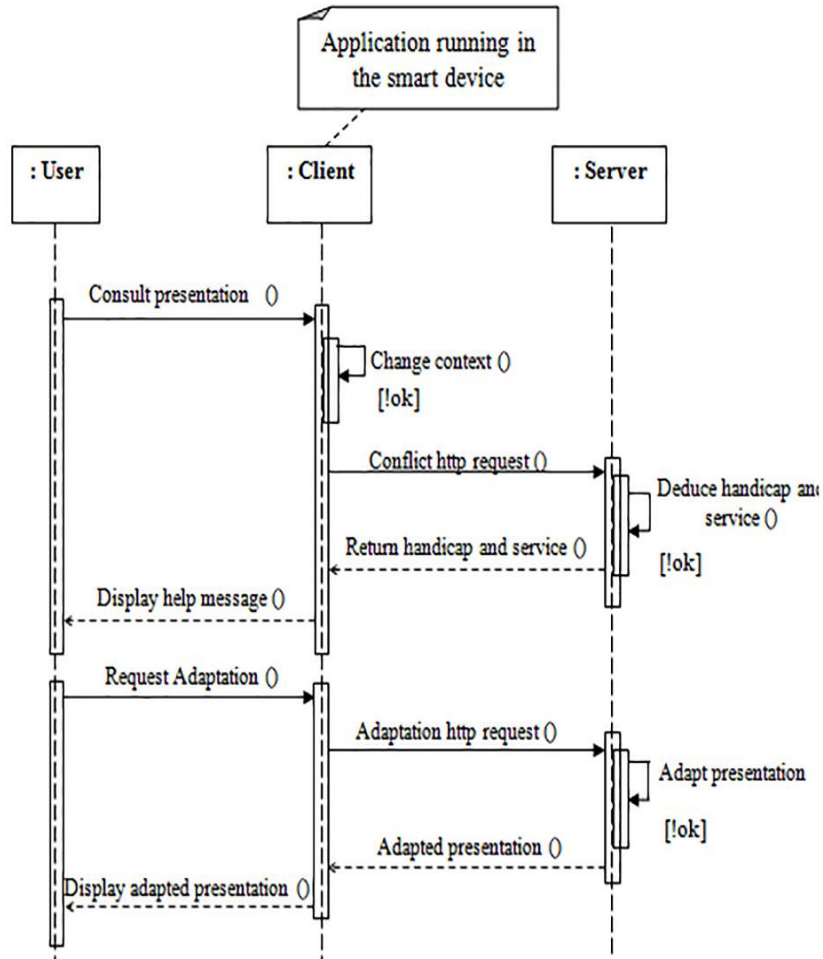 Application running in
the smart device
: User
: Client
: Server
Consult presentation ()
Change context ()
[!ok]
Conflict http request ()
Deduce handicap and
service ()
Return handicap and service ()
[!ok]
Display help message ()
Request Adaptation ()
Adaptation http request ()
Adapt presentation
[!ok]
Adapted presentation ()
Display adapted presentation ()